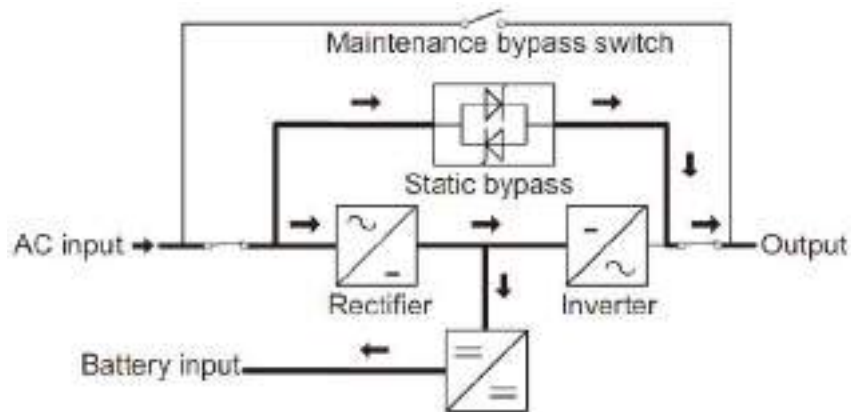 Maintenance bypass switch
Static bypass
AC input
Output
Rectifier
Inverter
Battery input